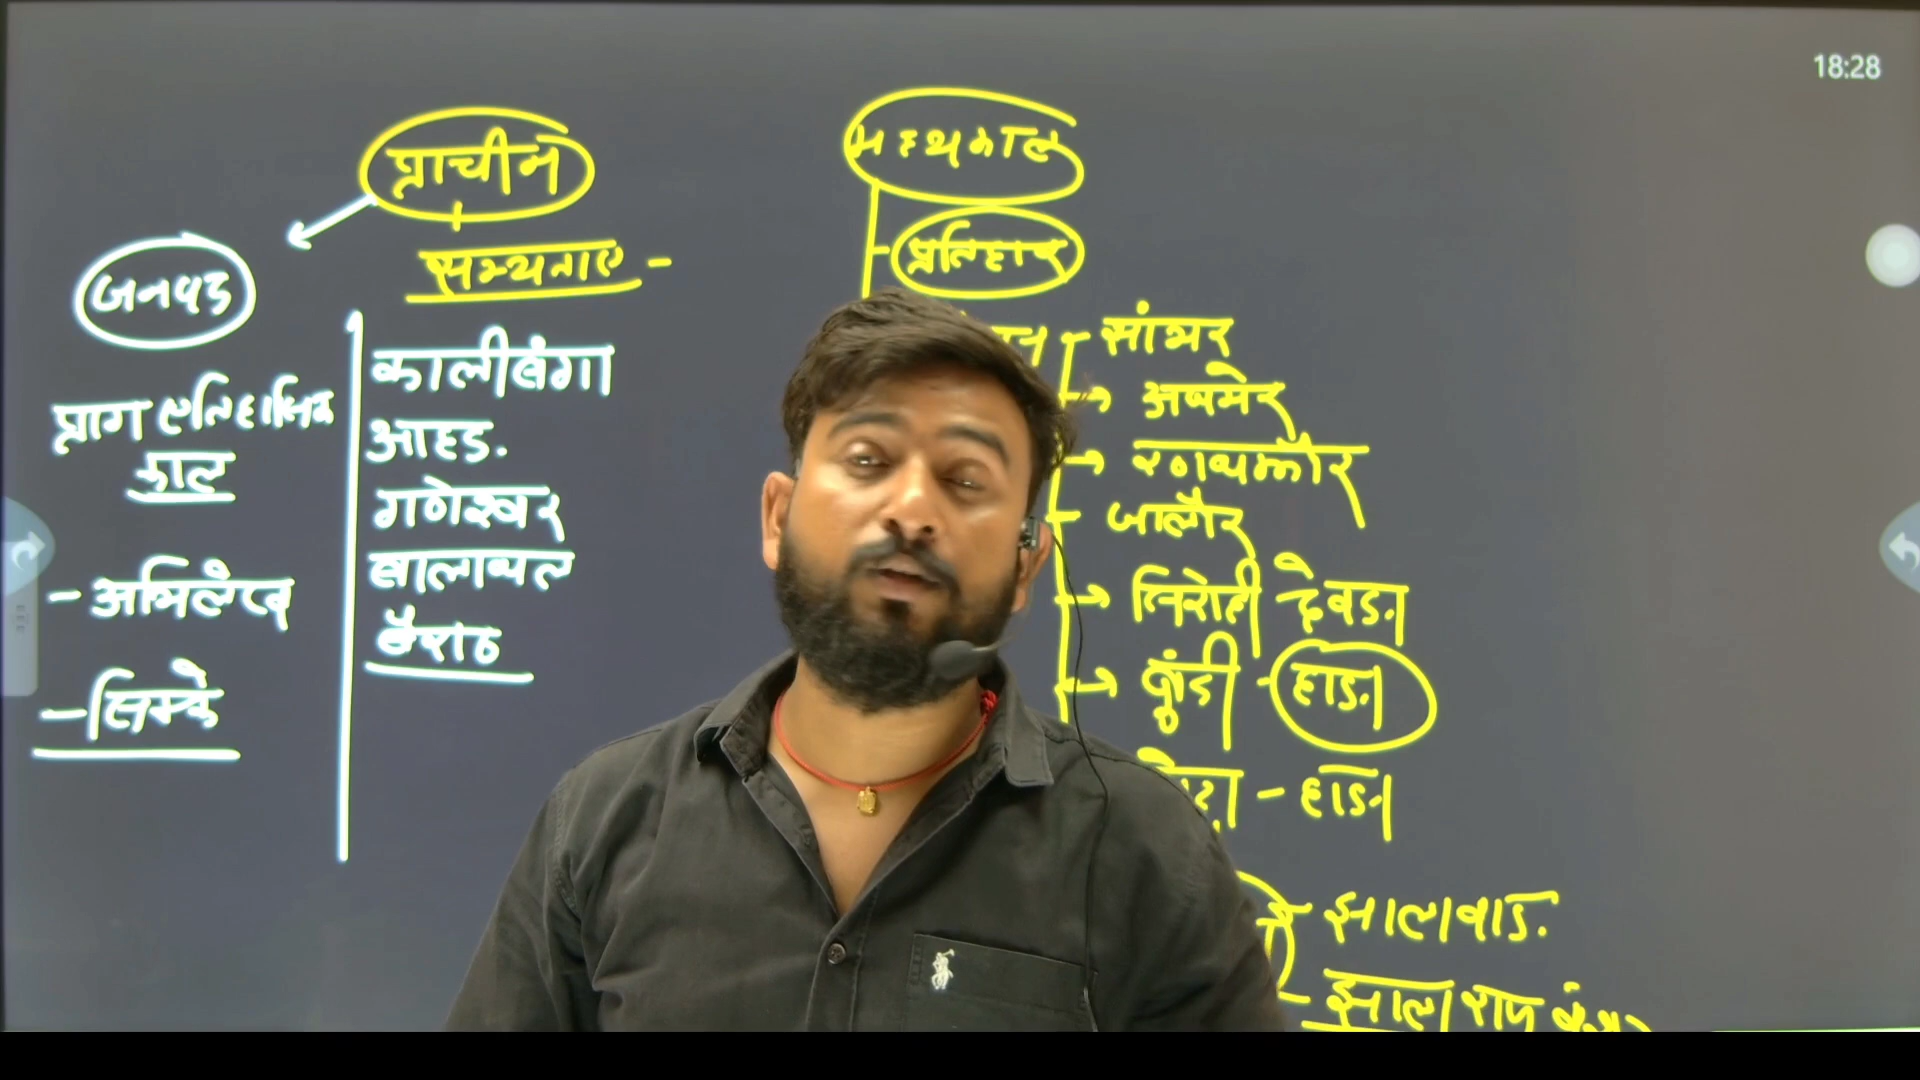 18:28
प्राचीन
सभ्यताए -
जनपद
प्राग ऐतिहासिक
काल
- अभिलेख
- सिक्के
कालीबंगा
आहड.
गणेश्वर
बालाथल
बैराठ
मध्यकाल
- प्रतिहार
सांभर
→ अजमेर
→ रणथम्भौर
- जालौर
→ सिरोही - देवड़ा
→ बूंदी - हाडा
- हाडा
झालावाड.
झाला राज